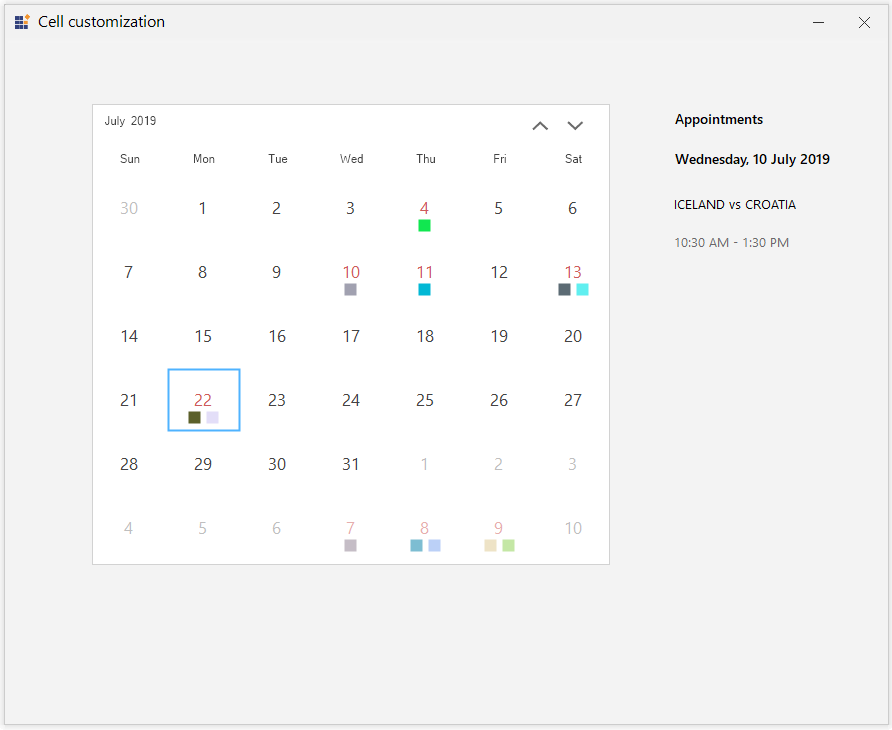 Cell customization
July 2019
Sun Mon Tue Wed Thu Fri Sat
30 1 2 3 4 5 6
7 8 9 10 11 12 13
14 15 16 17 18 19 20
21 22 23 24 25 26 27
28 29 30 31 1 2 3
4 5 6 7 8 9 10
Appointments
Wednesday, 10 July 2019
ICELAND vs CROATIA
10:30 AM - 1:30 PM